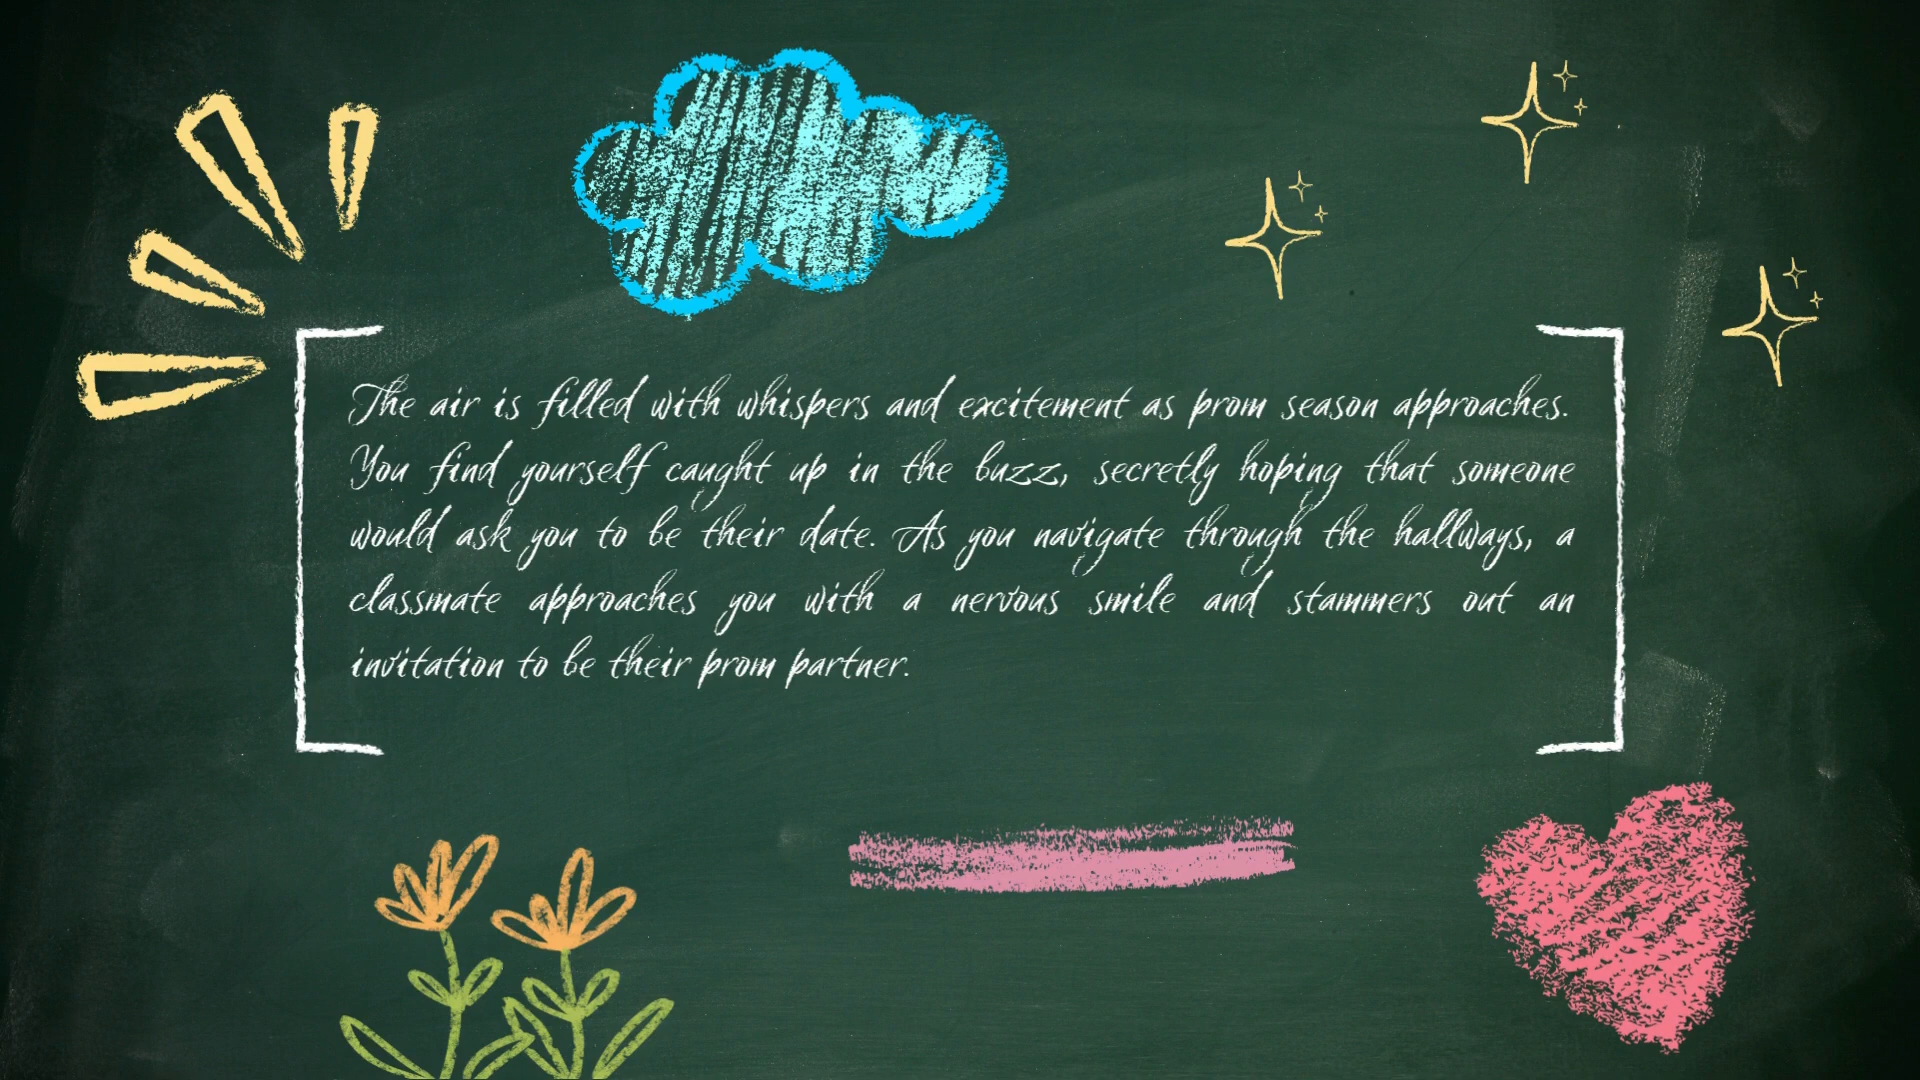 The air is filled with whispers and excitement as prom season approaches.
You find yourself caught up in the buzz, secretly hoping that someone
would ask you to be their date. As you navigate through the hallways, a
classmate approaches you with a nervous smile and stammers out an
invitation to be their prom partner.